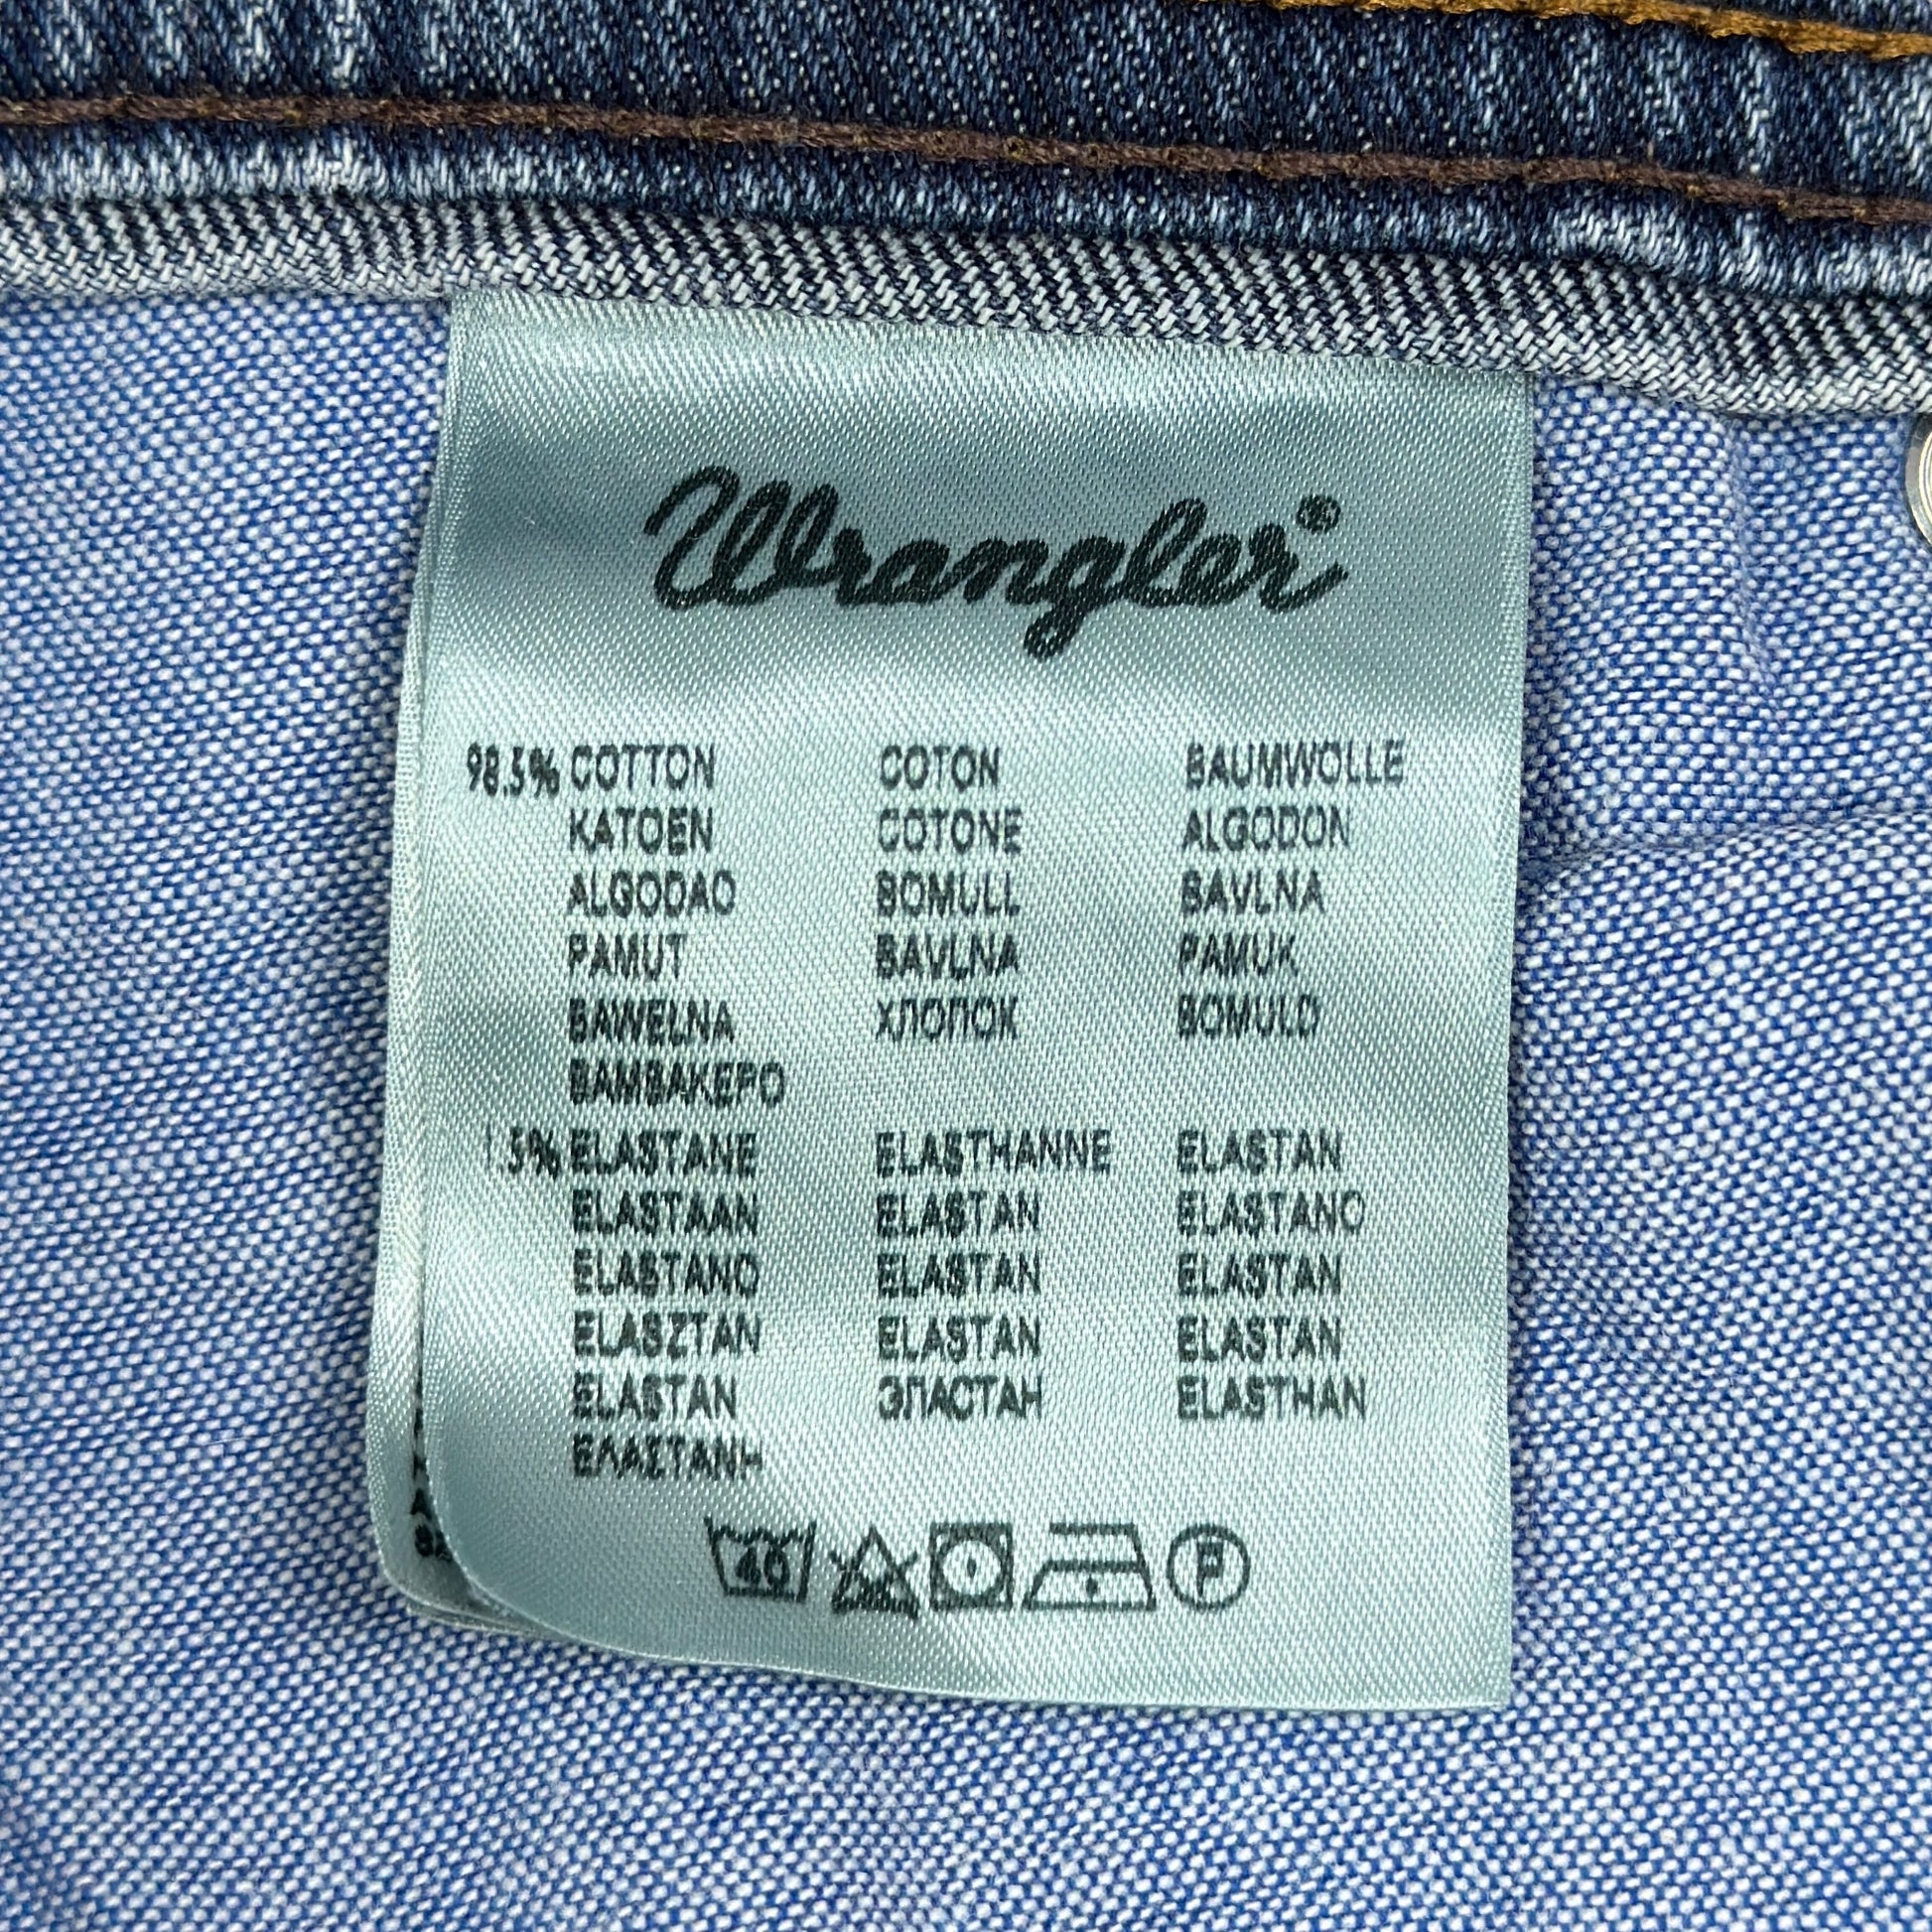 Wrangler®
98.5% COTTON COTON BAUMWOLLE
KATOEN COTONE ALGODON
ALGODAO BOMULL BAVLNA
PAMUT BAVLNA PAMUK
BAWELNA ХЛОПОК BOMULD
BAMBAKEPO
1.5% ELASTANE ELASTHANNE ELASTAN
ELASTAAN ELASTAN ELASTANO
ELASTANO ELASTAN ELASTAN
ELASZTAN ELASTAN ELASTAN
ELASTAN ЭЛАСТАН ELASTHAN
ΕΛΑΣΤΑΝΗ
40 P